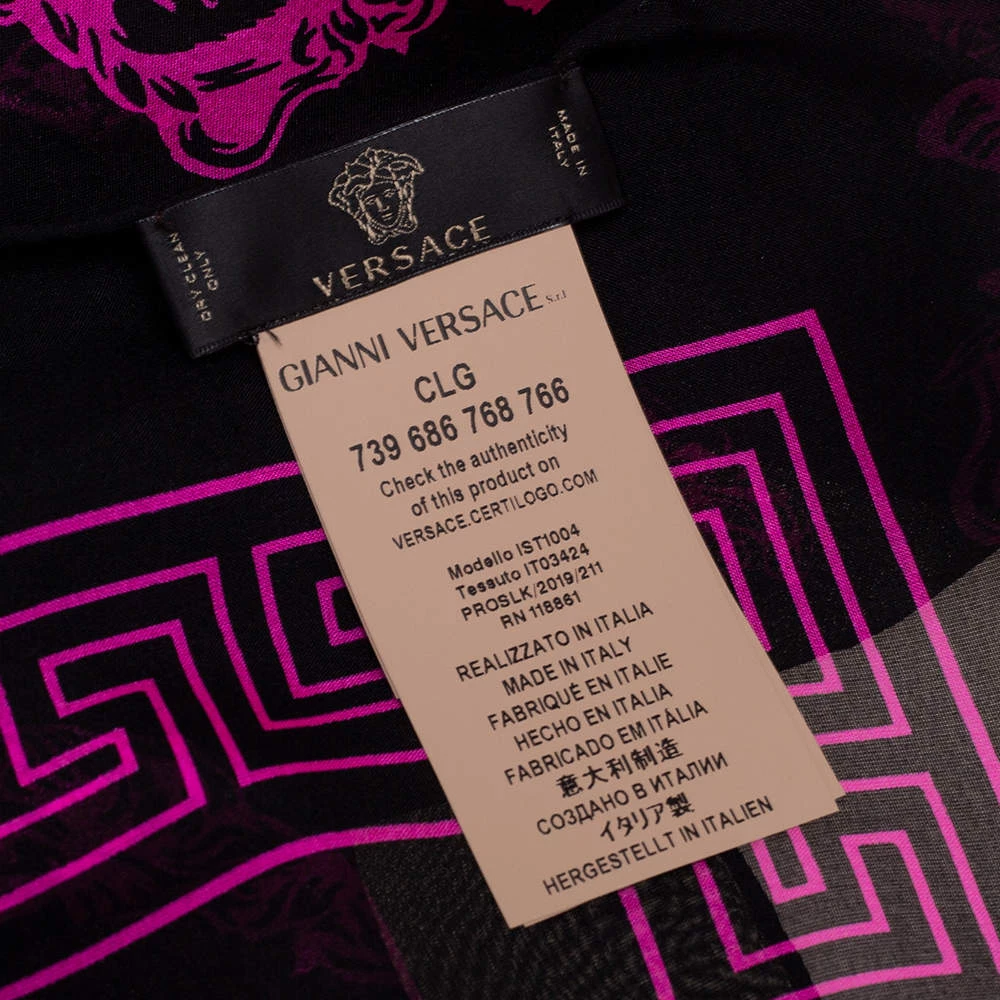 MADE IN
ITALY
VERSACE
DRY CLEAN
ONLY
GIANNI VERSACE S.r.l
CLG
739 686 768 766
Check the authenticity
of this product on
VERSACE.CERTILOGO.COM
Modello IST1004
Tessuto IT03424
PROSLK/2019/211
RN 118861
REALIZZATO IN ITALIA
MADE IN ITALY
FABRIQUÉ EN ITALIE
HECHO EN ITALIA
FABRICADO EM ITÁLIA
意大利制造
СОЗДАНО В ИТАЛИИ
イタリア製
HERGESTELLT IN ITALIEN